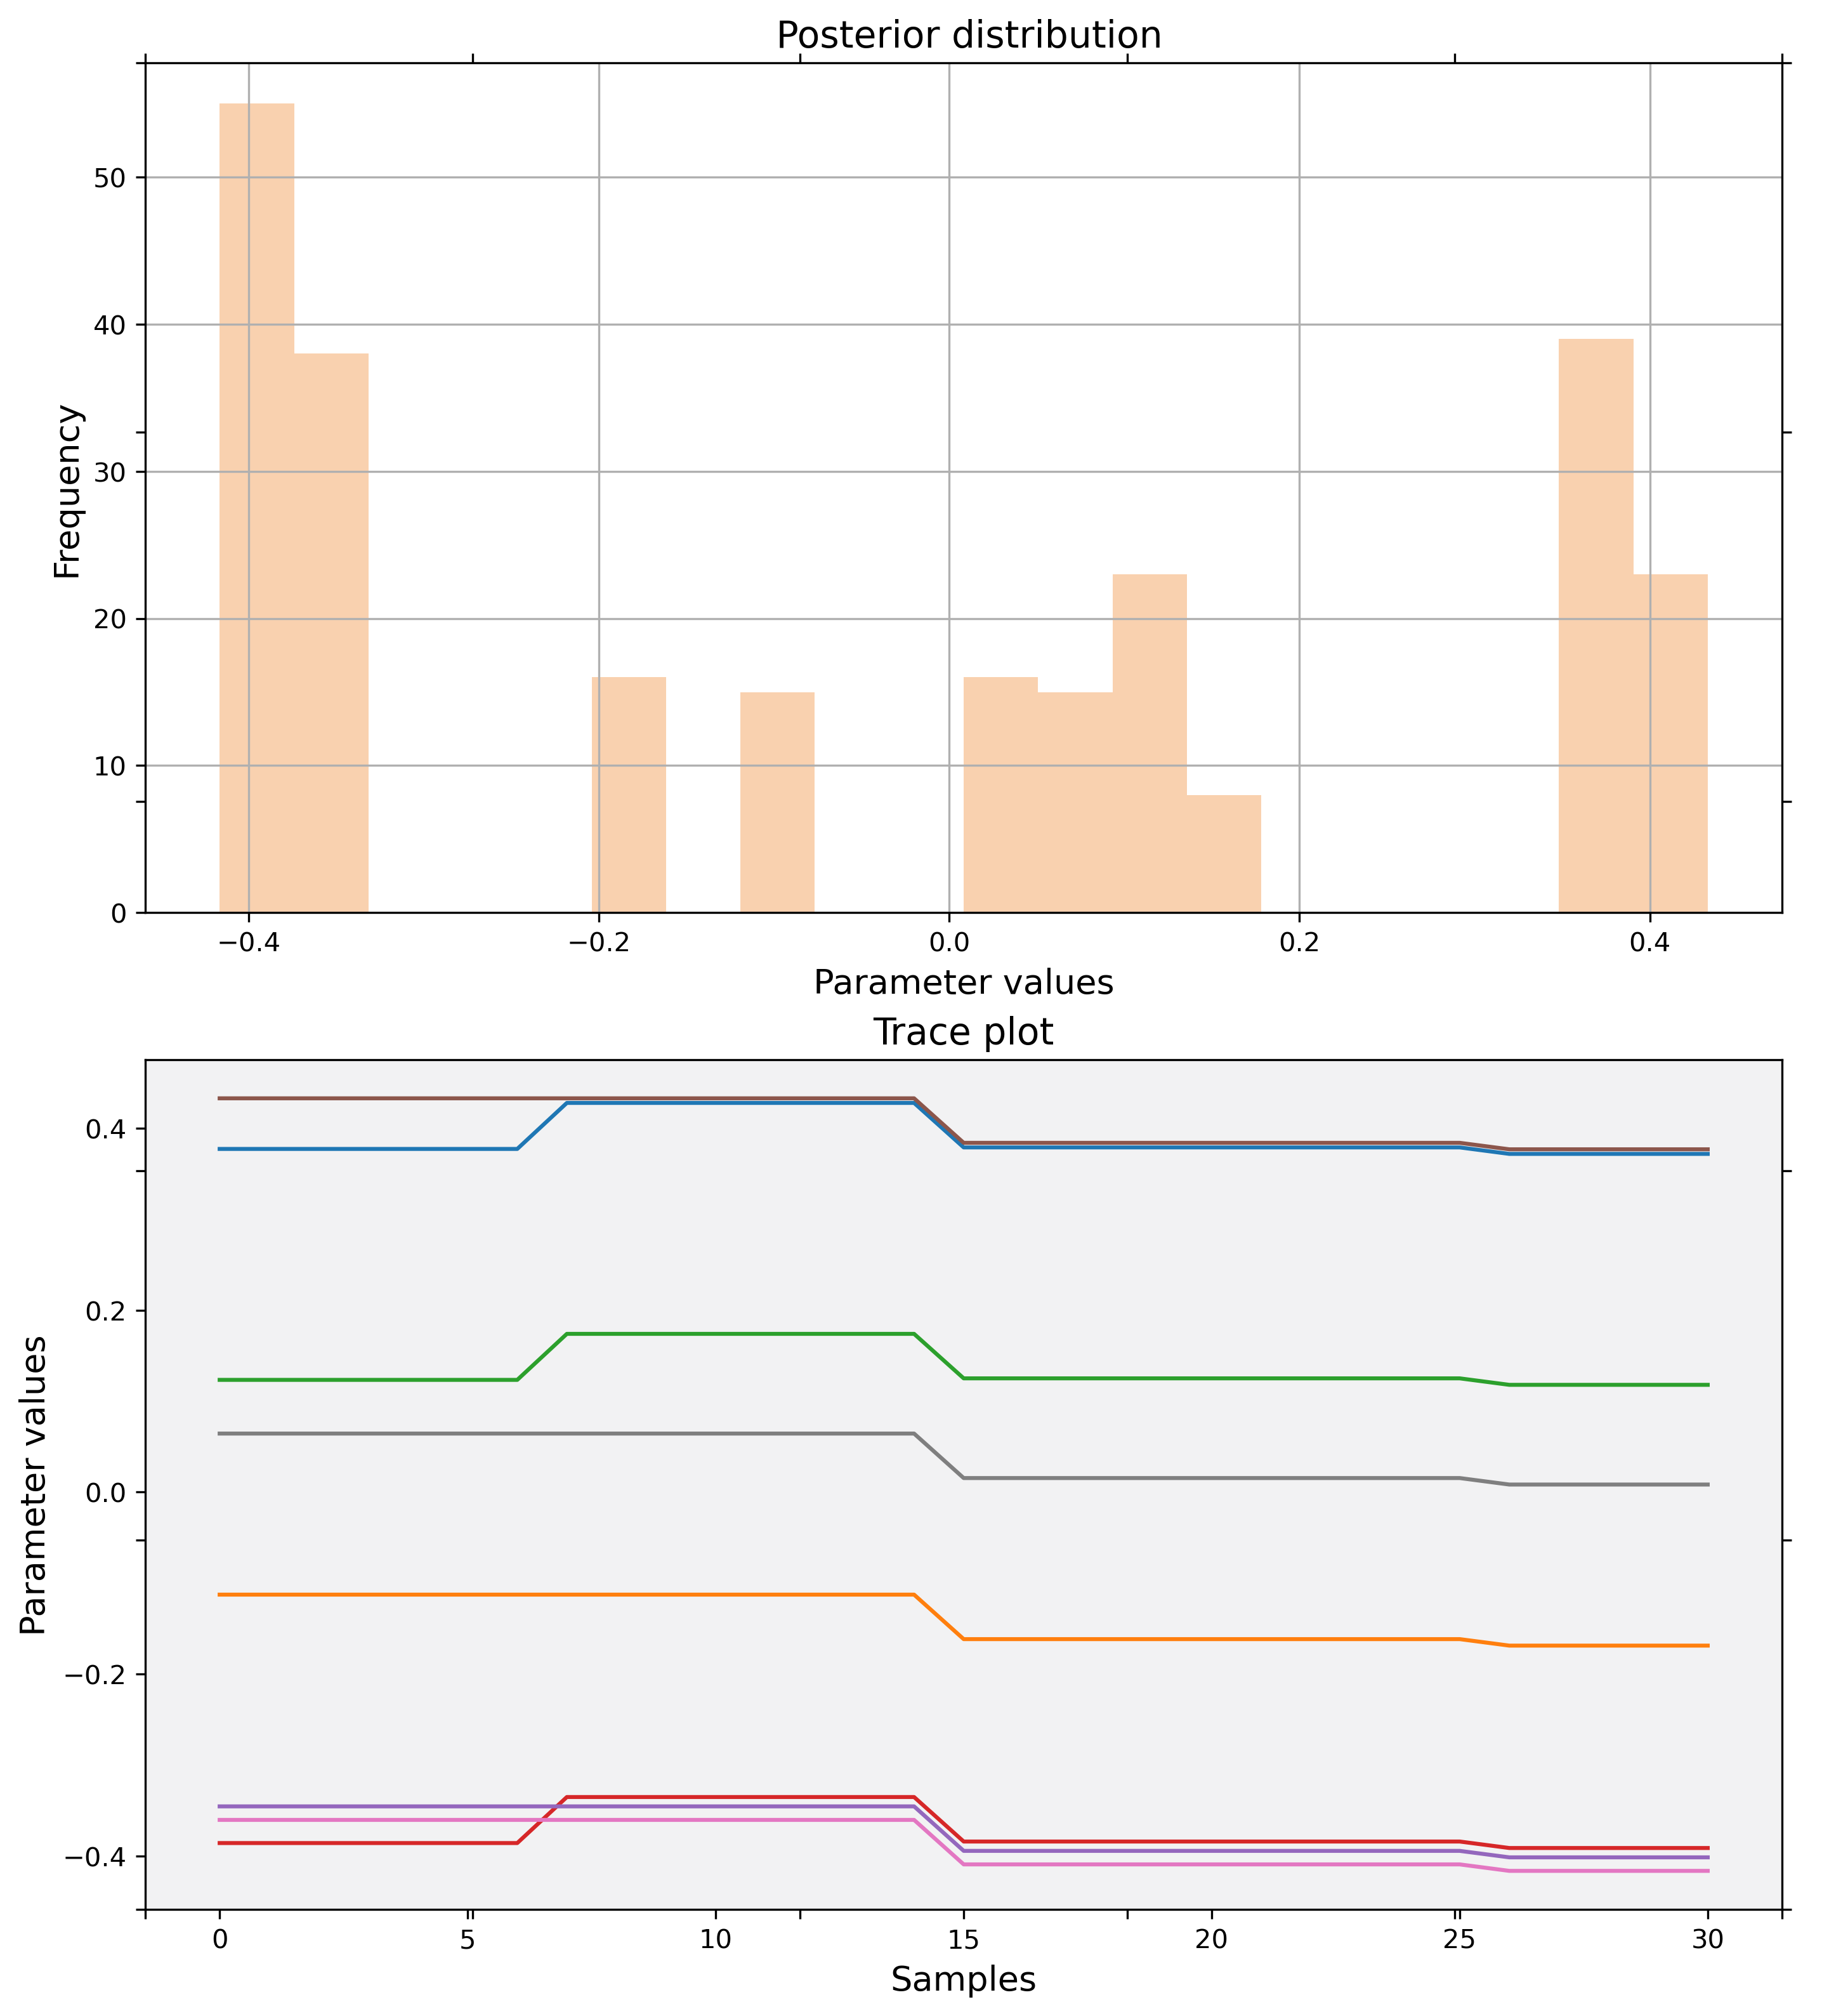 Posterior distribution
50
40
30
20
10
0
Frequency
−0.4 −0.2 0.0 0.2 0.4
Parameter values
Trace plot
0.4
0.2
0.0
−0.2
−0.4
Parameter values
0 5 10 15 20 25 30
Samples